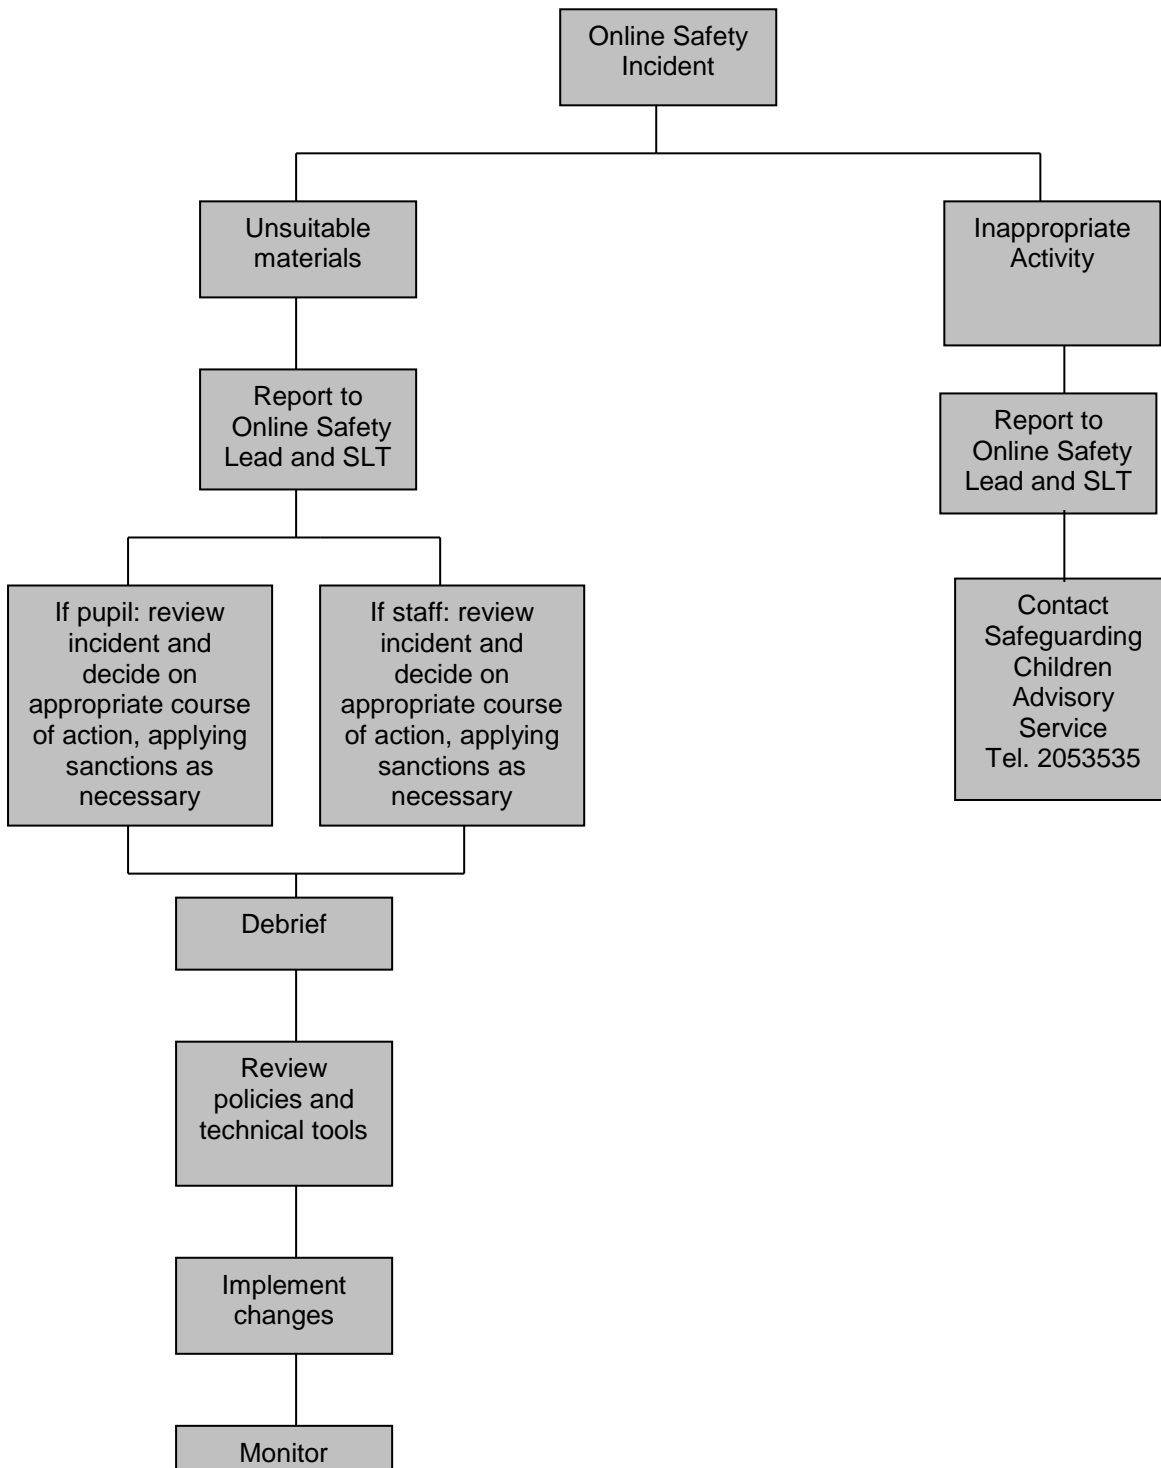 Online Safety
Incident
Unsuitable
materials
Inappropriate
Activity
Report to
Online Safety
Lead and SLT
Report to
Online Safety
Lead and SLT
If pupil: review
incident and
decide on
appropriate course
of action, applying
sanctions as
necessary
If staff: review
incident and
decide on
appropriate course
of action, applying
sanctions as
necessary
Contact
Safeguarding
Children
Advisory
Service
Tel. 2053535
Debrief
Review
policies and
technical tools
Implement
changes
Monitor